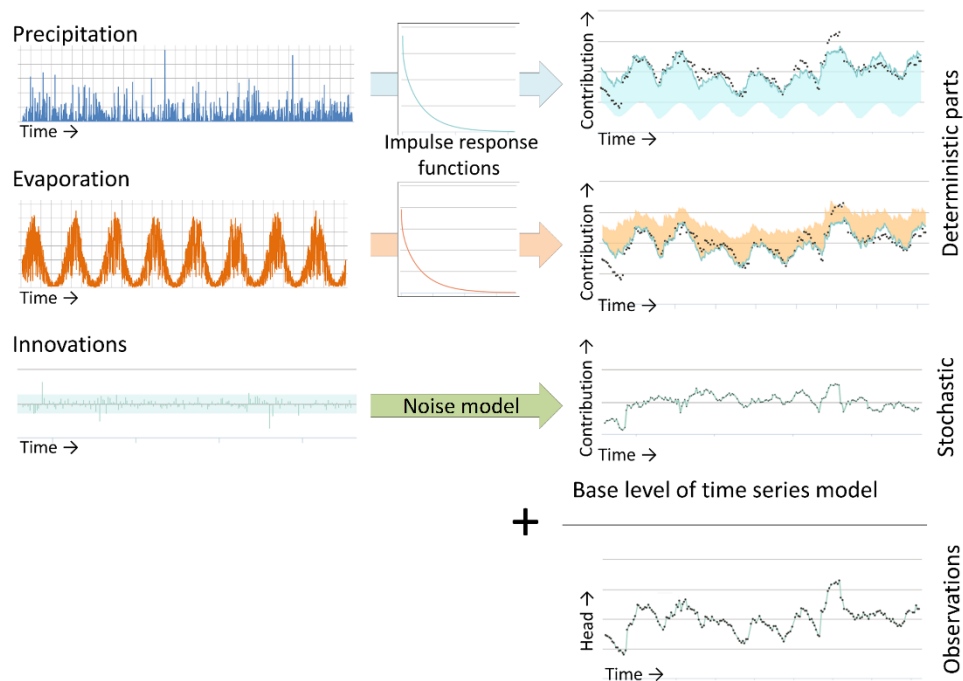 Precipitation
Time →
Impulse response
functions
Contribution →
Time →
Deterministic parts
Evaporation
Time →
Contribution →
Time →
Innovations
Time →
Noise model
Contribution →
Time →
Stochastic
Base level of time series model
+
Head →
Time →
Observations